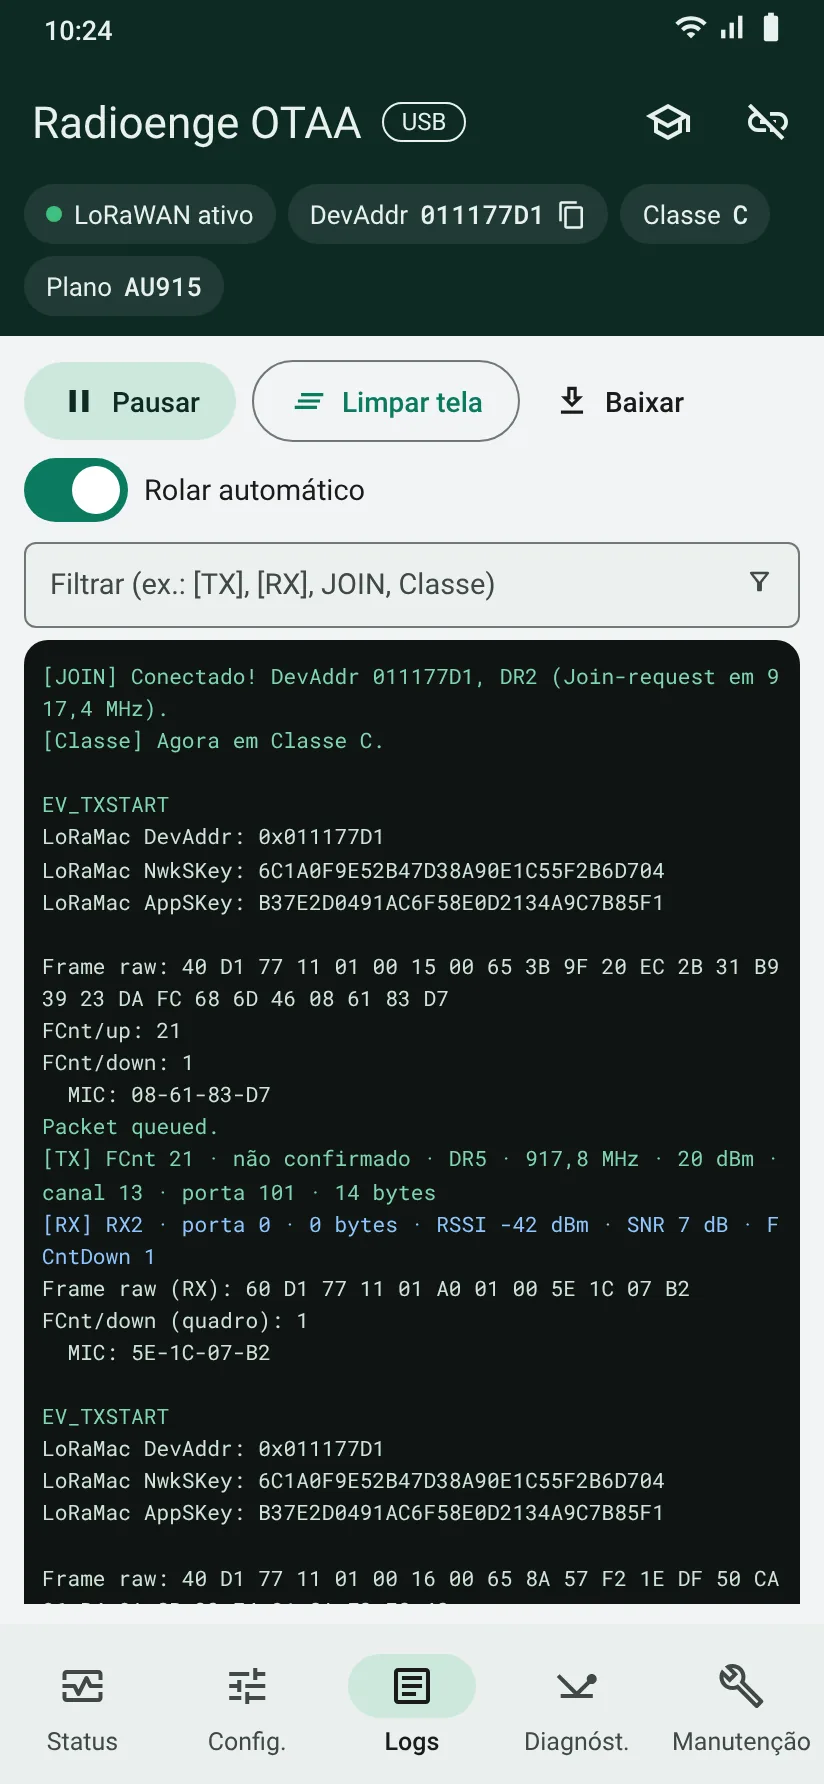 10:24
Radioenge OTAA USB
LoRaWAN ativo DevAddr 011177D1 Classe C
Plano AU915
Pausar Limpar tela Baixar
Rolar automático
Filtrar (ex.: [TX], [RX], JOIN, Classe)
[JOIN] Conectado! DevAddr 011177D1, DR2 (Join-request em 9
17,4 MHz).
[Classe] Agora em Classe C.
EV_TXSTART
LoRaMac DevAddr: 0x011177D1
LoRaMac NwkSKey: 6C1A0F9E52B47D38A90E1C55F2B6D704
LoRaMac AppSKey: B37E2D0491AC6F58E0D2134A9C7B85F1
Frame raw: 40 D1 77 11 01 00 15 00 65 3B 9F 20 EC 2B 31 B9
39 23 DA FC 68 6D 46 08 61 83 D7
FCnt/up: 21
FCnt/down: 1
MIC: 08-61-83-D7
Packet queued.
[TX] FCnt 21 · não confirmado · DR5 · 917,8 MHz · 20 dBm ·
canal 13 · porta 101 · 14 bytes
[RX] RX2 · porta 0 · 0 bytes · RSSI -42 dBm · SNR 7 dB · F
CntDown 1
Frame raw (RX): 60 D1 77 11 01 A0 01 00 5E 1C 07 B2
FCnt/down (quadro): 1
MIC: 5E-1C-07-B2
EV_TXSTART
LoRaMac DevAddr: 0x011177D1
LoRaMac NwkSKey: 6C1A0F9E52B47D38A90E1C55F2B6D704
LoRaMac AppSKey: B37E2D0491AC6F58E0D2134A9C7B85F1
Frame raw: 40 D1 77 11 01 00 16 00 65 8A 57 F2 1E DF 50 CA
Status Config. Logs Diagnóst. Manutenção